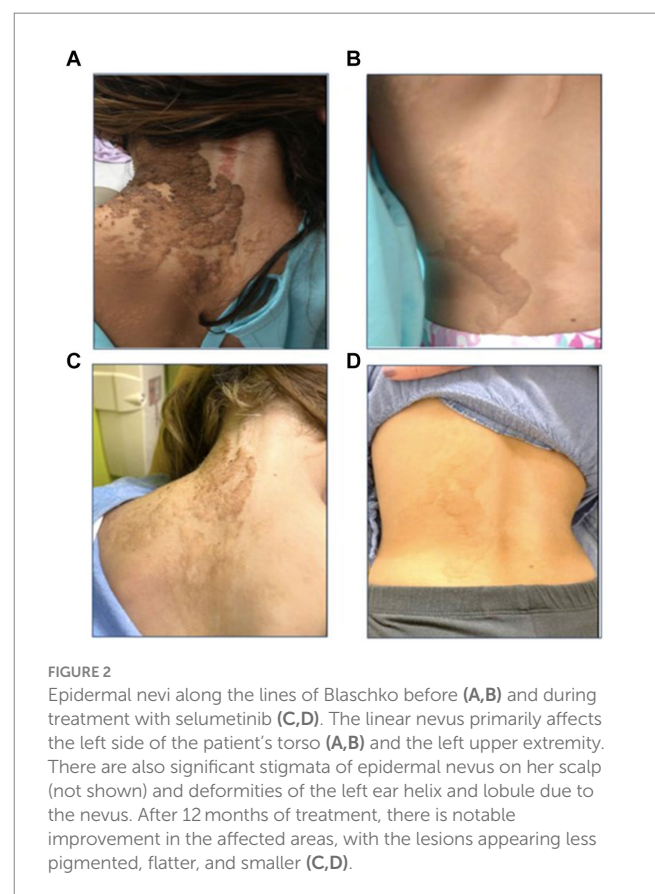 A
B
C
D
FIGURE 2
Epidermal nevi along the lines of Blaschko before (A,B) and during
treatment with selumetinib (C,D). The linear nevus primarily affects
the left side of the patient's torso (A,B) and the left upper extremity.
There are also significant stigmata of epidermal nevus on her scalp
(not shown) and deformities of the left ear helix and lobule due to
the nevus. After 12 months of treatment, there is notable
improvement in the affected areas, with the lesions appearing less
pigmented, flatter, and smaller (C,D).